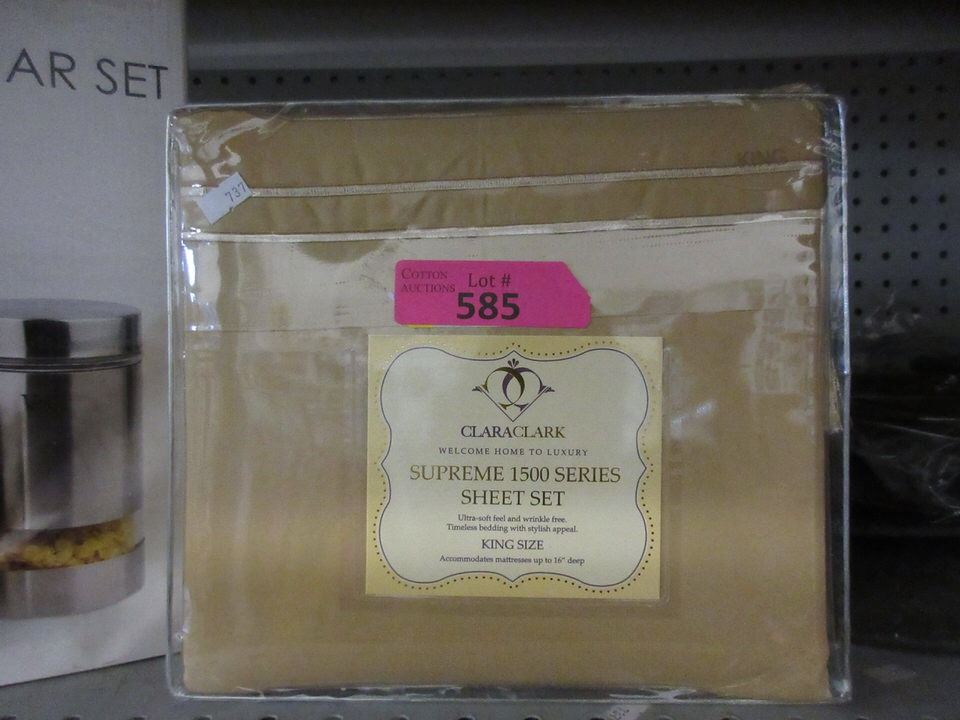 AR SET
KING
737
COTTON
AUCTIONS
Lot #
585
CLARACLARK
WELCOME HOME TO LUXURY
SUPREME 1500 SERIES
SHEET SET
Ultra-soft feel and wrinkle free.
Timeless bedding with stylish appeal.
KING SIZE
Accommodates mattresses up to 16" deep